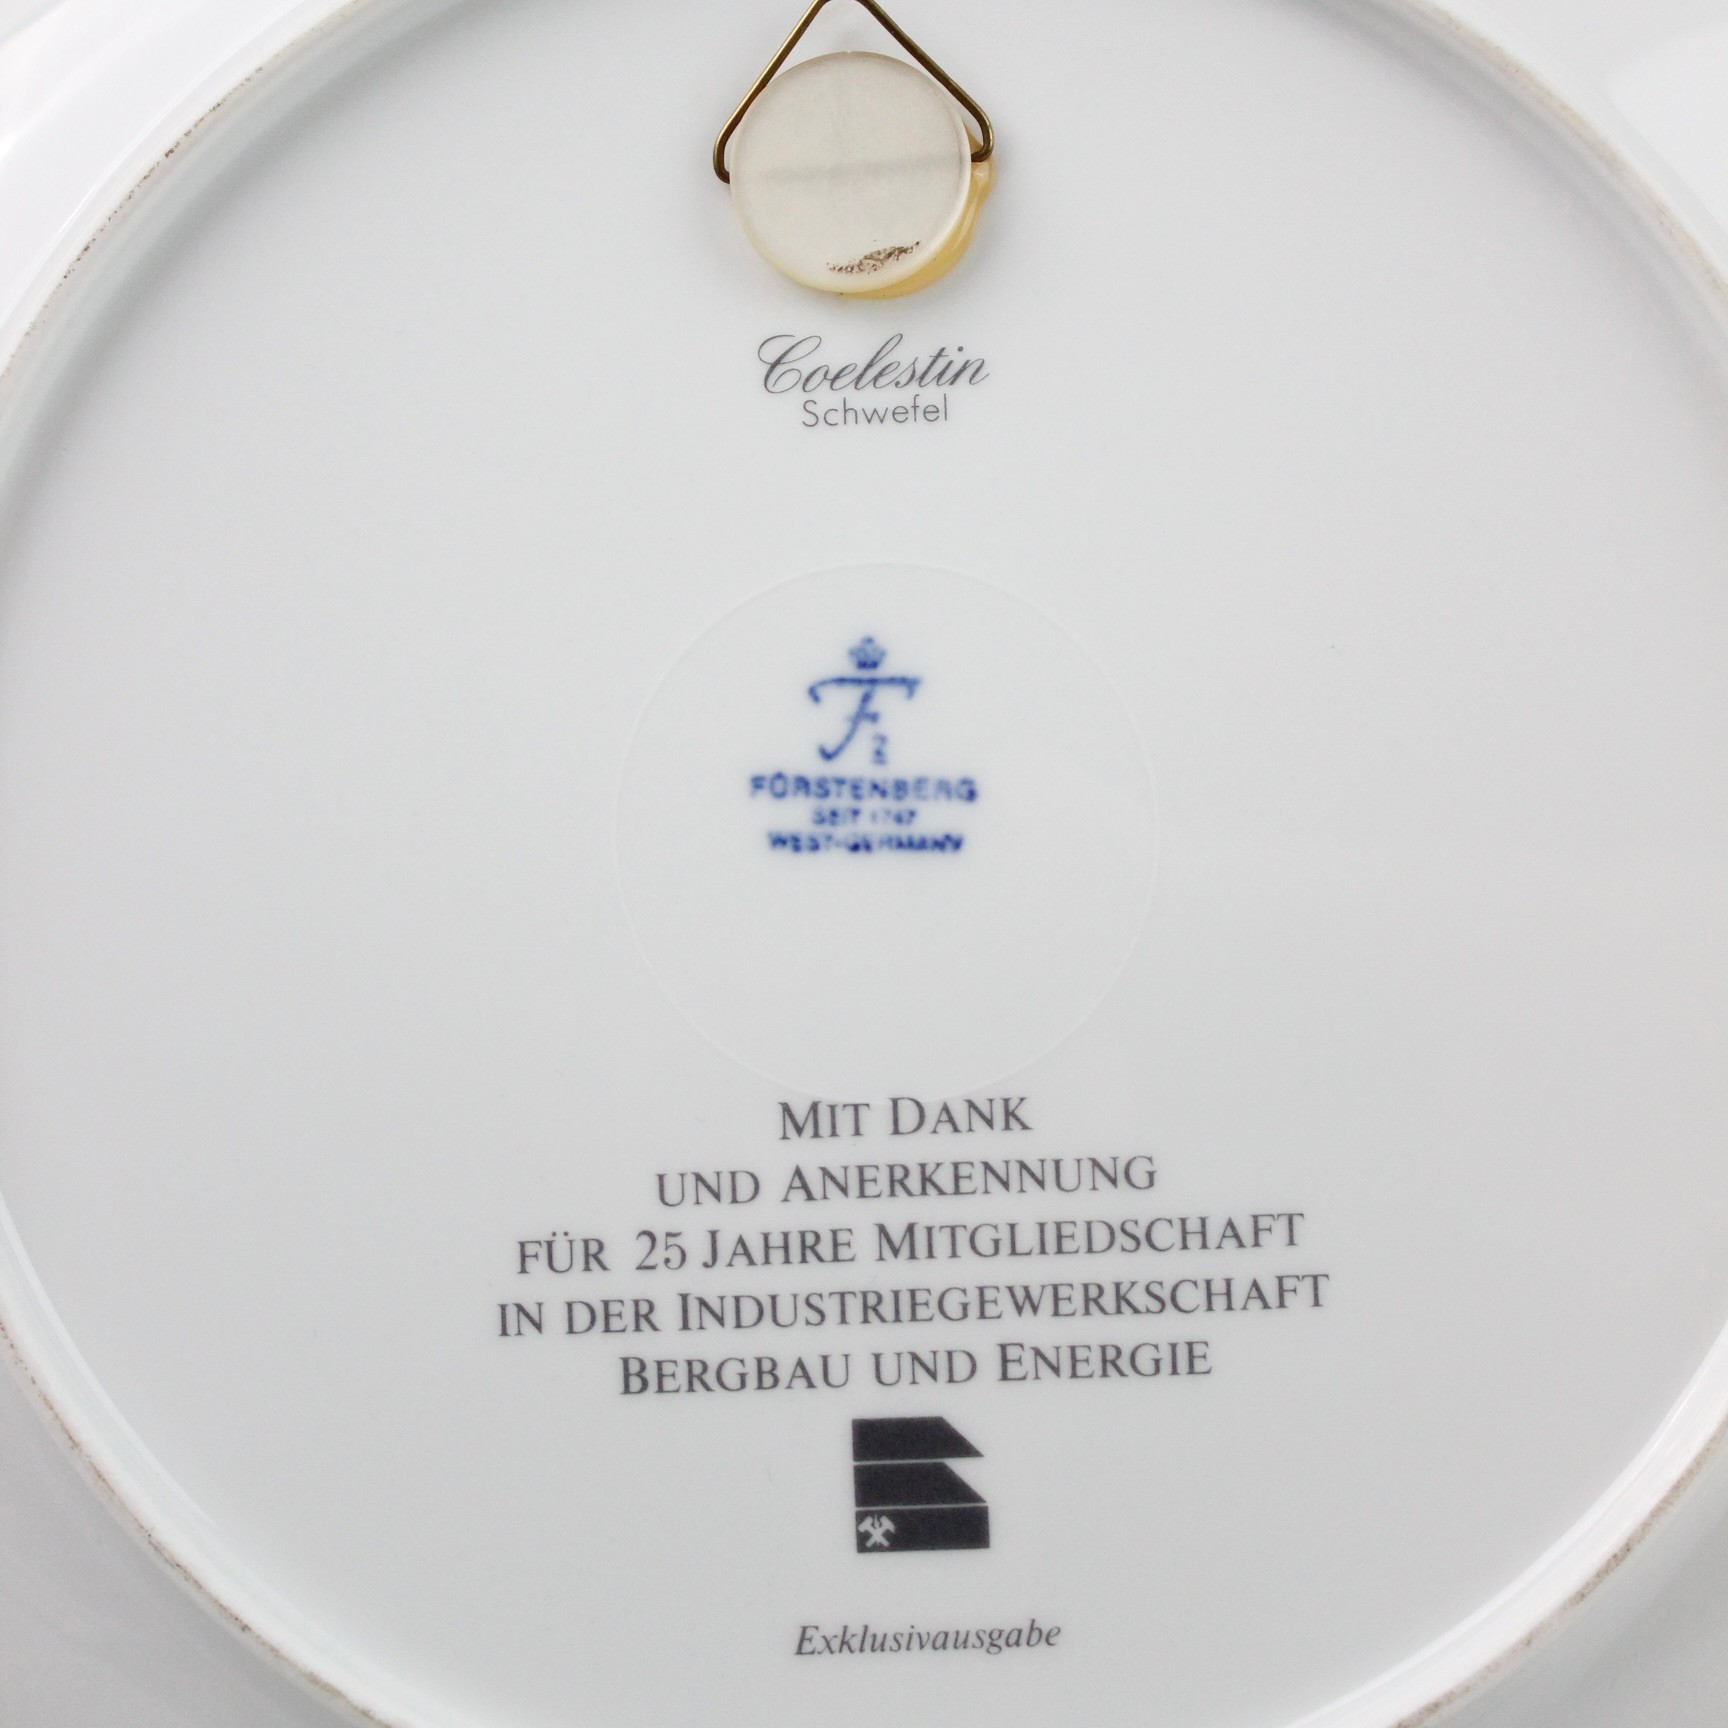 Coelestin
Schwefel
F
2
FÜRSTENBERG
SEIT 1747
WEST-GERMANY
MIT DANK
UND ANERKENNUNG
FÜR 25 JAHRE MITGLIEDSCHAFT
IN DER INDUSTRIEGEWERKSCHAFT
BERGBAU UND ENERGIE
Exklusivausgabe